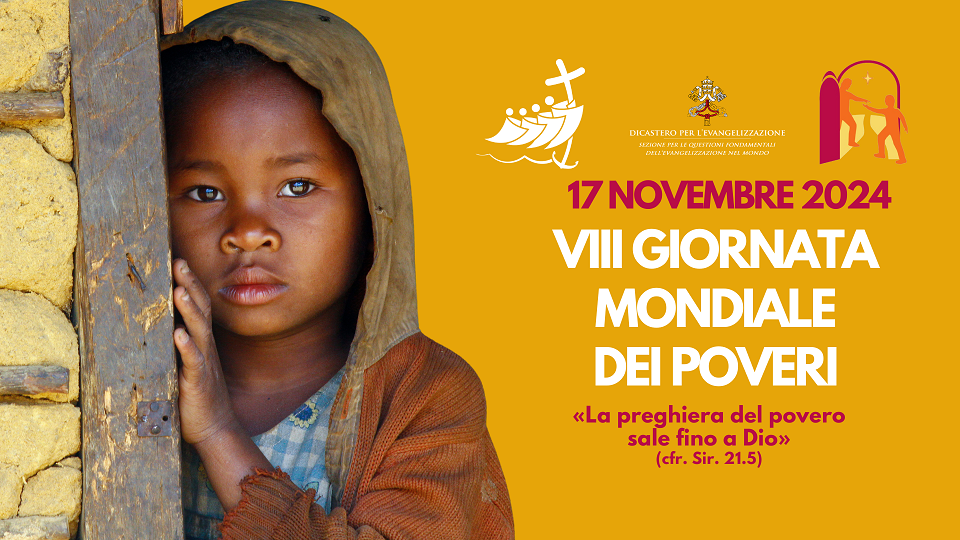 DICASTERO PER L'EVANGELIZZAZIONE
SEZIONE PER LE QUESTIONI FONDAMENTALI
DELL'EVANGELIZZAZIONE NEL MONDO
17 NOVEMBRE 2024
VIII GIORNATA
MONDIALE
DEI POVERI
«La preghiera del povero
sale fino a Dio»
(cfr. Sir. 21.5)